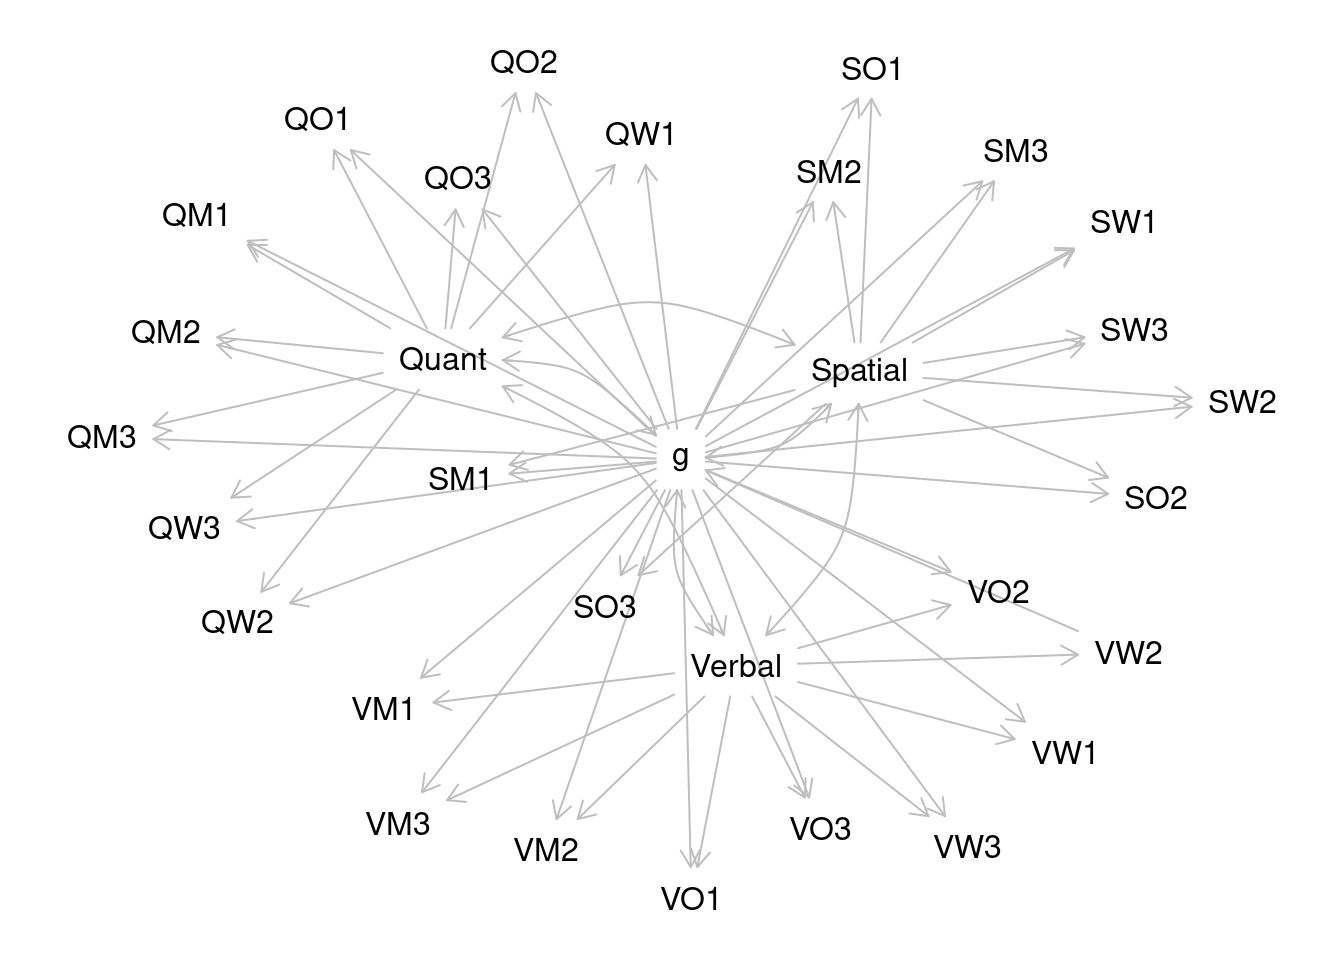 QO2
SO1
QO1
QW1
SM3
SM2
QO3
QM1
SW1
QM2
SW3
Quant
Spatial
SW2
QM3
g
SM1
SO2
QW3
VO2
SO3
QW2
VW2
Verbal
VM1
VW1
VM3
VO3
VW3
VM2
VO1